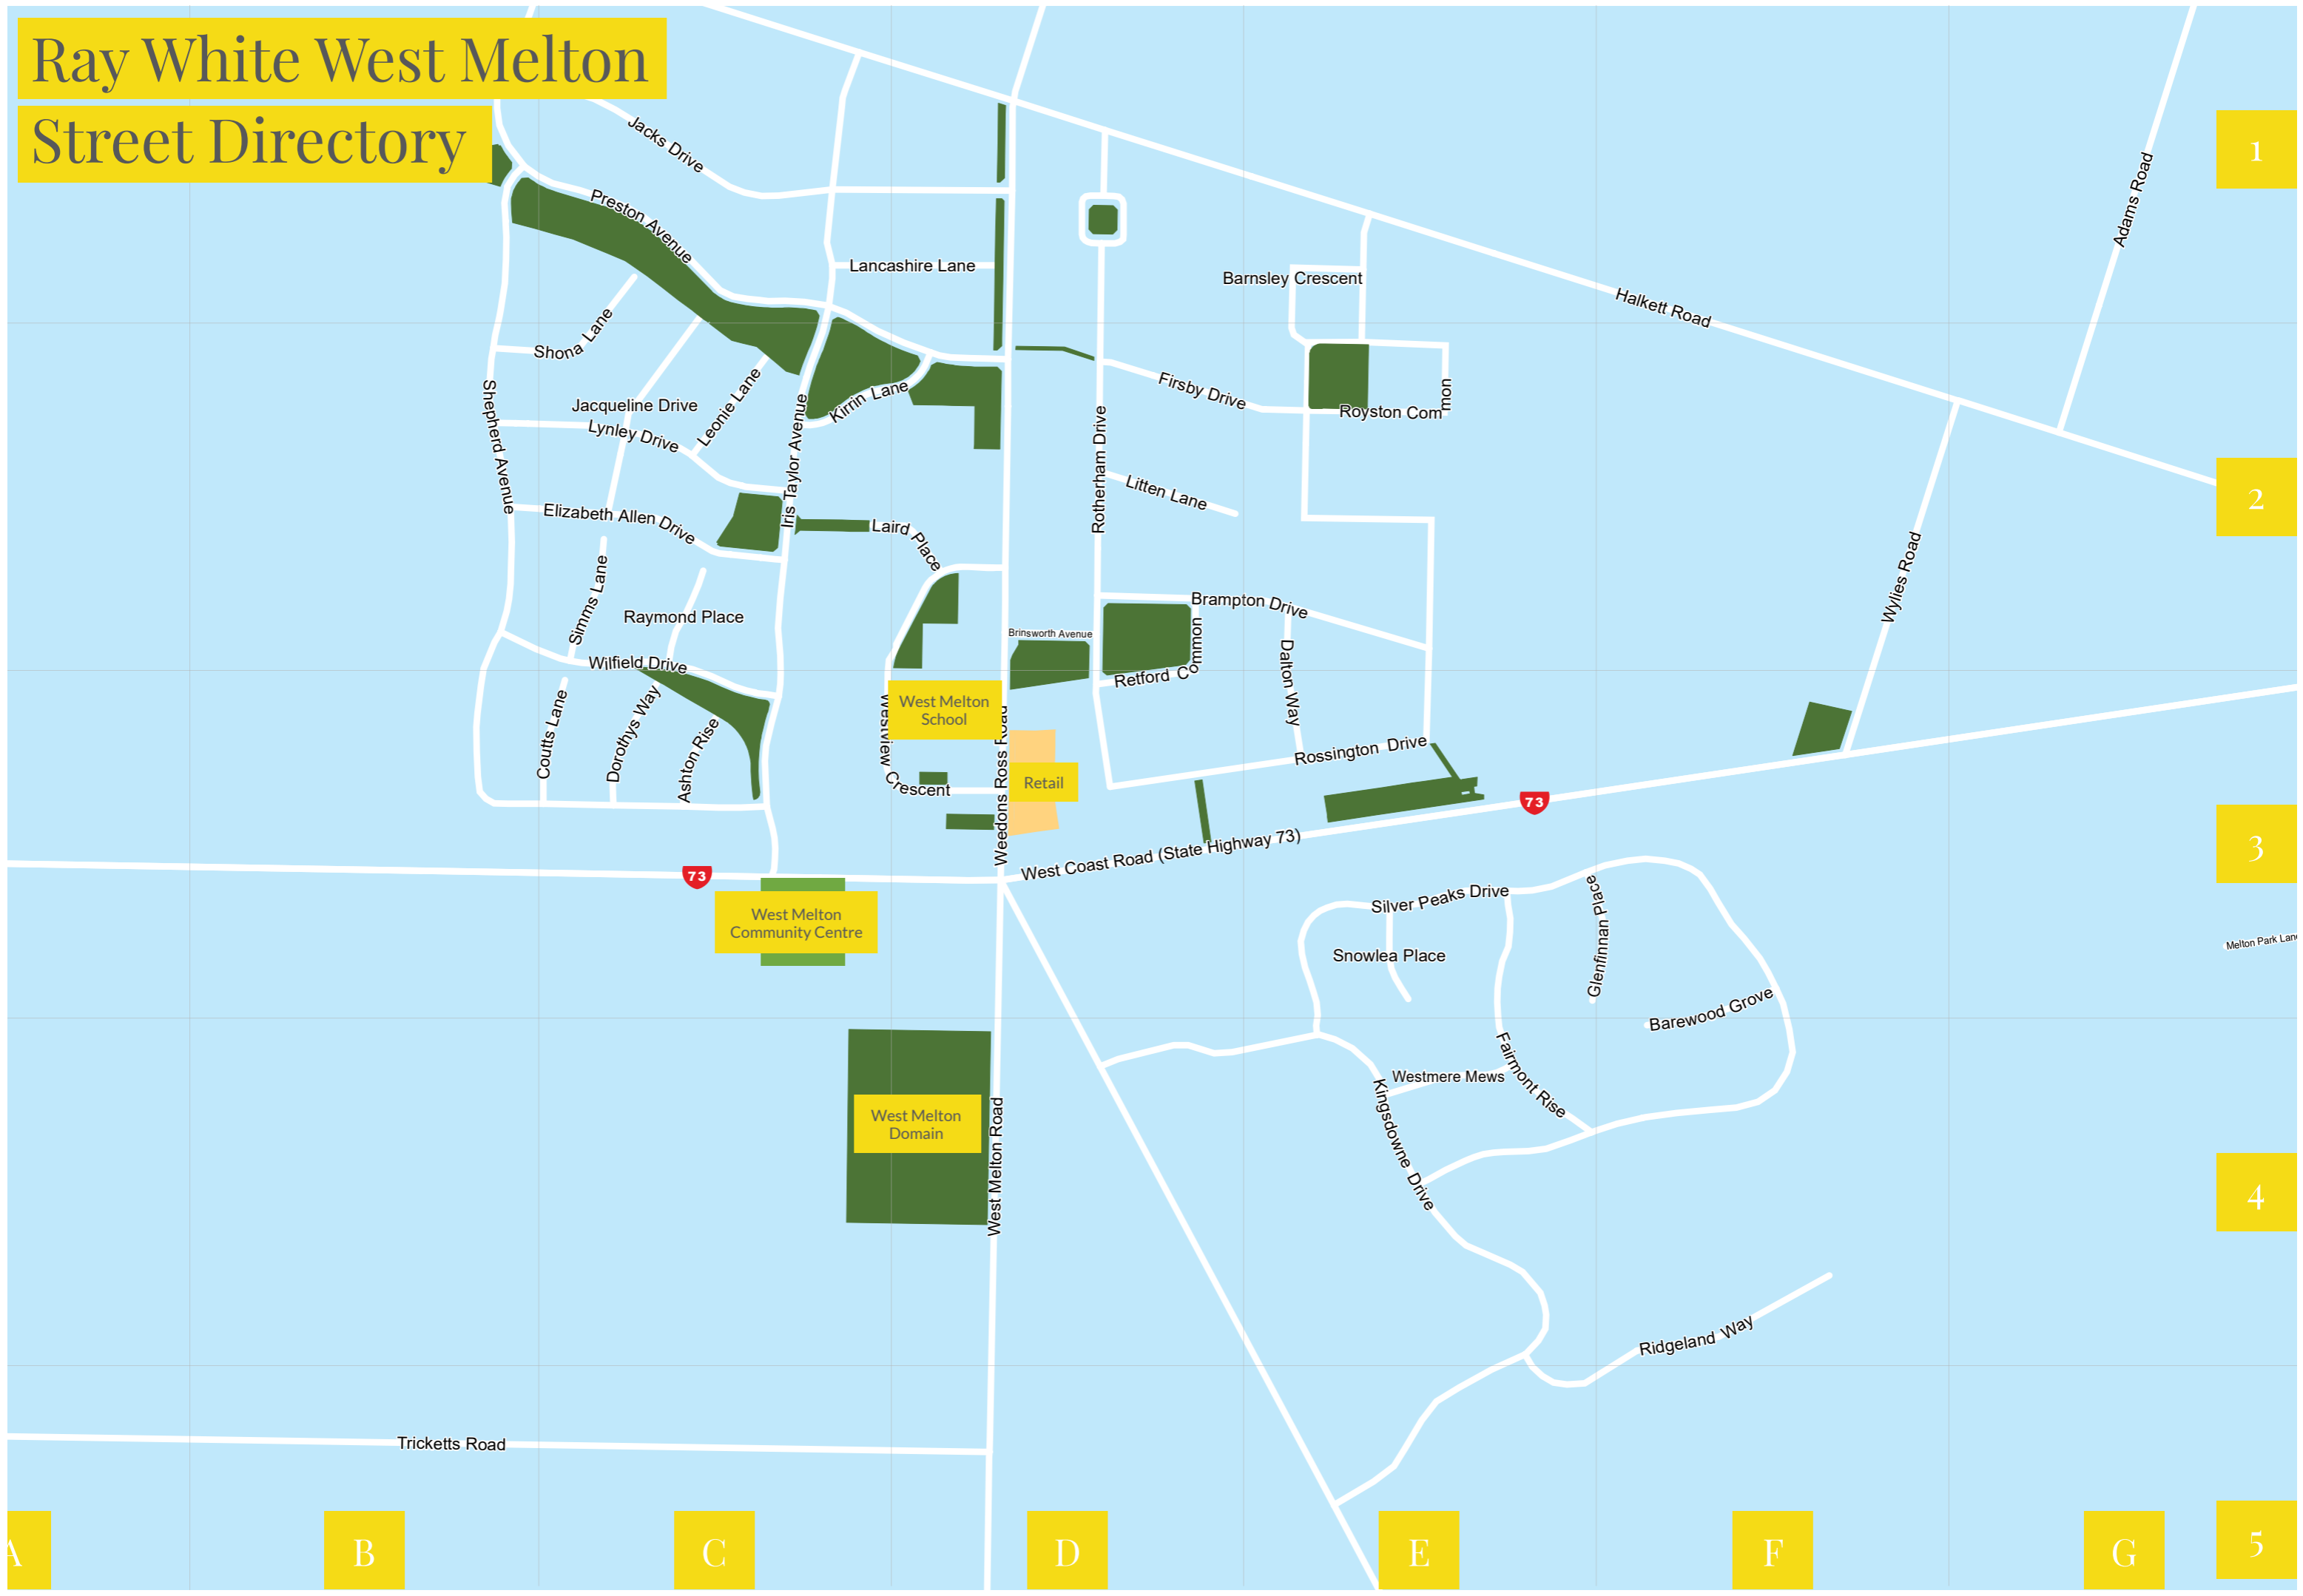 Ray White West Melton
Street Directory
Jacks Drive
Preston Avenue
Lancashire Lane
Barnsley Crescent
Halkett Road
Adams Road
1
Shona Lane
Shepherd Avenue
Jacqueline Drive
Leonie Lane
Lynley Drive
Iris Taylor Avenue
Kirrin Lane
Firsby Drive
Royston Common
Rotherham Drive
Litten Lane
Elizabeth Allen Drive
Laird Place
2
Simms Lane
Raymond Place
Wilfield Drive
Brinsworth Avenue
Brampton Drive
Retford Common
Dalton Way
Wylies Road
Coutts Lane
Dorothys Way
Ashton Rise
Westview Crescent
West Melton
School
Weedons Ross Road
Retail
Rossington Drive
73
West Coast Road (State Highway 73)
73
3
West Melton
Community Centre
Silver Peaks Drive
Snowlea Place
Glenfinnan Place
Barewood Grove
Melton Park Lane
West Melton
Domain
West Melton Road
Westmere Mews
Fairmont Rise
Kingsdowne Drive
4
Ridgeland Way
Tricketts Road
A
B
C
D
E
F
G
5